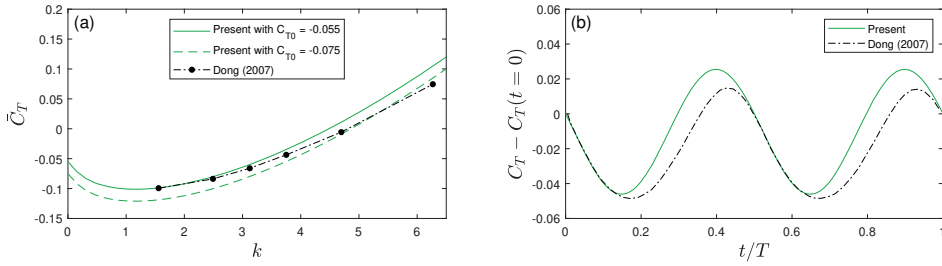 (a)
Present with C_T0 = -0.055
Present with C_T0 = -0.075
Dong (2007)
0.2
0.15
0.1
0.05
0
-0.05
-0.1
-0.15
C̄_T
0 1 2 3 4 5 6
k
(b)
Present
Dong (2007)
0.06
0.04
0.02
0
-0.02
-0.04
-0.06
C_T − C_T(t = 0)
0 0.2 0.4 0.6 0.8 1
t/T